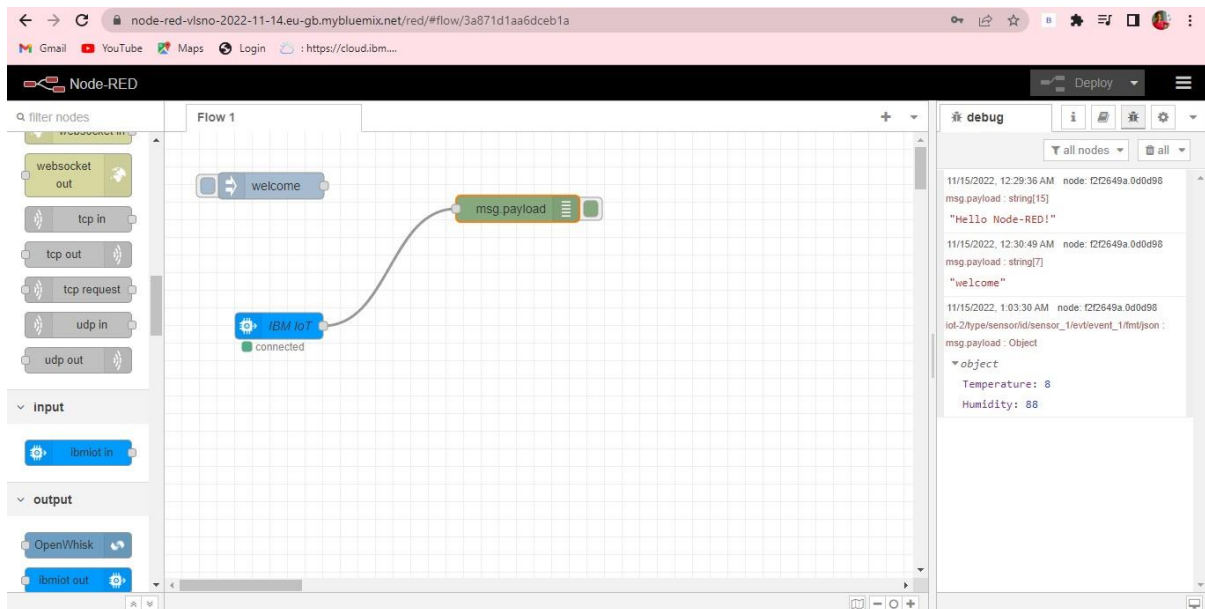 node-red-vlsno-2022-11-14.eu-gb.mybluemix.net/red/#flow/3a871d1aa6dceb1a
Gmail YouTube Maps Login : https://cloud.ibm....
Node-RED
Deploy
filter nodes
Flow 1
debug
all nodes
all
websocket in
websocket
out
tcp in
tcp out
tcp request
udp in
udp out
input
ibmiot in
output
OpenWhisk
ibmiot out
welcome
msg.payload
IBM IoT
connected
11/15/2022, 12:29:36 AM node: f2f2649a.0d0d98
msg.payload : string[15]
"Hello Node-RED!"
11/15/2022, 12:30:49 AM node: f2f2649a.0d0d98
msg.payload : string[7]
"welcome"
11/15/2022, 1:03:30 AM node: f2f2649a.0d0d98
iot-2/type/sensor/id/sensor_1/evt/event_1/fmt/json :
msg.payload : Object
object
Temperature: 8
Humidity: 88